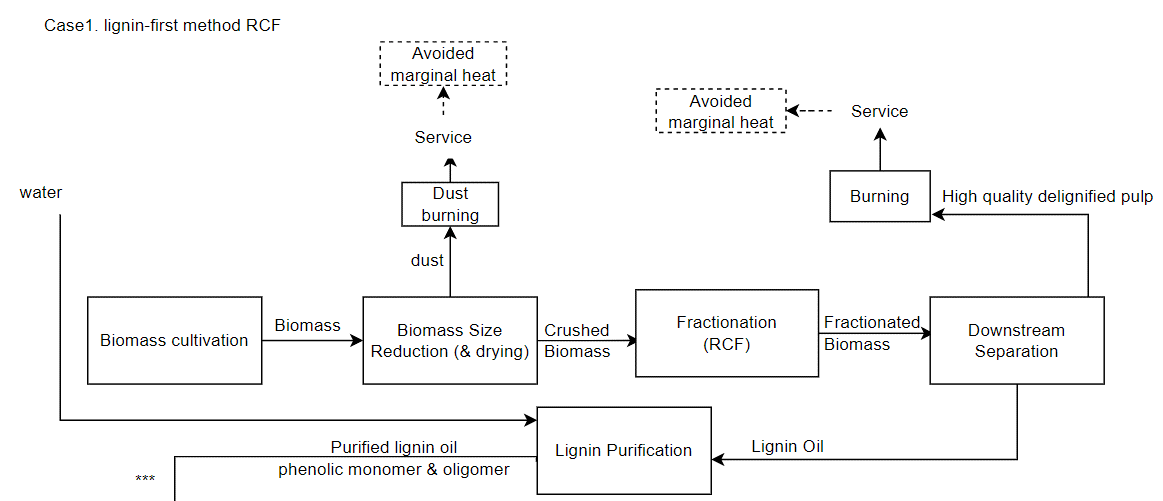 Case1. lignin-first method RCF
Avoided
marginal heat
Avoided
marginal heat
Service
Service
water
Dust
burning
Burning
High quality delignified pulp
dust
Biomass cultivation
Biomass
Biomass Size
Reduction (& drying)
Crushed
Biomass
Fractionation
(RCF)
Fractionated
Biomass
Downstream
Separation
Purified lignin oil
phenolic monomer & oligomer
Lignin Purification
Lignin Oil
***